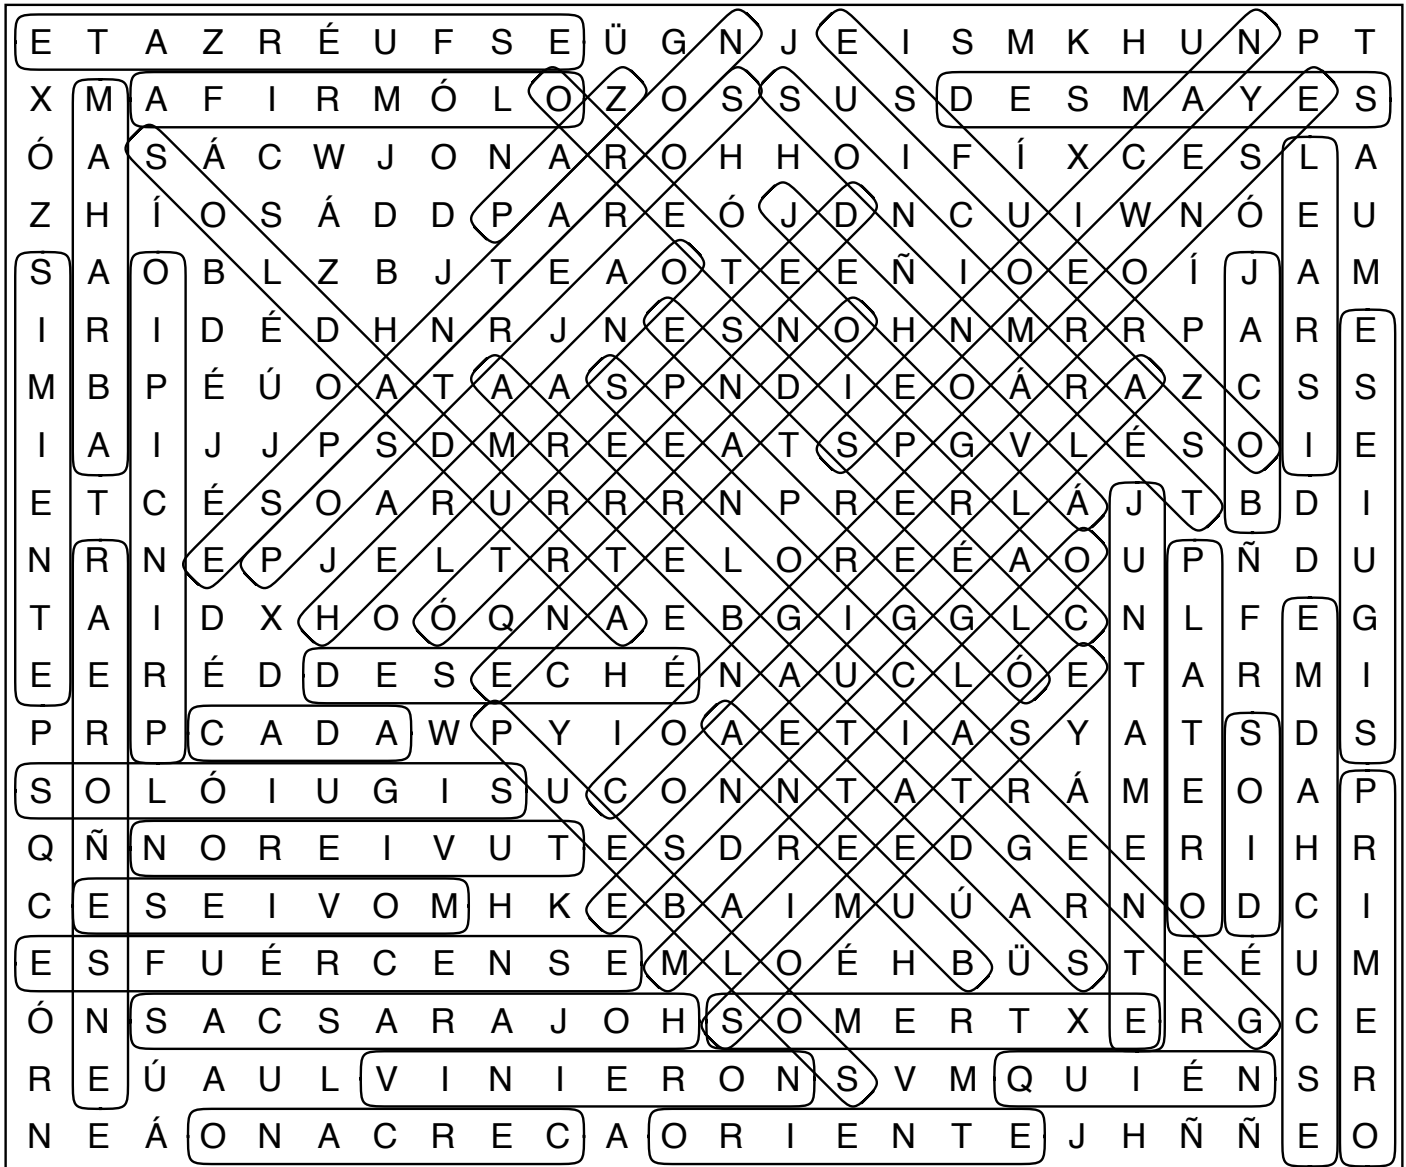 E T A Z R É U F S E Ü G N J E I S M K H U N P T
X M A F I R M Ó L O Z O S S U S D E S M A Y E S
Ó A S Á C W J O N A R O H H O I F Í X C E S L A
Z H Í O S Á D D P A R E Ó J D N C U I W N Ó E U
S A O B L Z B J T E A O T E E Ñ I O E O Í J A M
I R I D É D H N R J N E S N O H N M R R P A R E
M B P É Ú O A T A A S P N D I E O Á R A Z C S S
I A I J J P S D M R E E A T S P G V L É S O I E
E T C É S O A R U R R R N P R E R L Á J T B D I
N R N E P J E L T R T E L O R E É A O U P Ñ D U
T A I D X H O Ó Q N A E B G I G G L C N L F E G
E E R É D D E S E C H É N A U C L Ó E T A R M I
P R P C A D A W P Y I O A E T I A S Y A T S D S
S O L Ó I U G I S U C O N N T A T R Á M E O A P
Q Ñ N O R E I V U T E S D R E E D G E E R I H R
C E S E I V O M H K E B A I M U Ú A R N O D C I
E S F U É R C E N S E M L O É H B Ü S T E É U M
Ó N S A C S A R A J O H S O M E R T X E R G C E
R E Ú A U L V I N I E R O N S V M Q U I É N S R
N E Á O N A C R E C A O R I E N T E J H Ñ Ñ E O